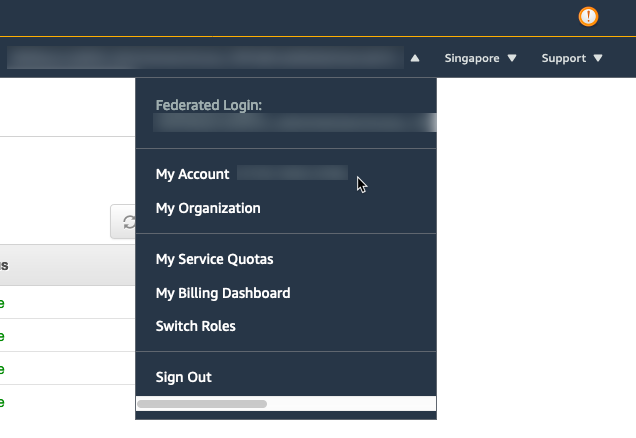 Singapore ▼ Support ▼
Federated Login:
My Account
My Organization
My Service Quotas
My Billing Dashboard
Switch Roles
Sign Out